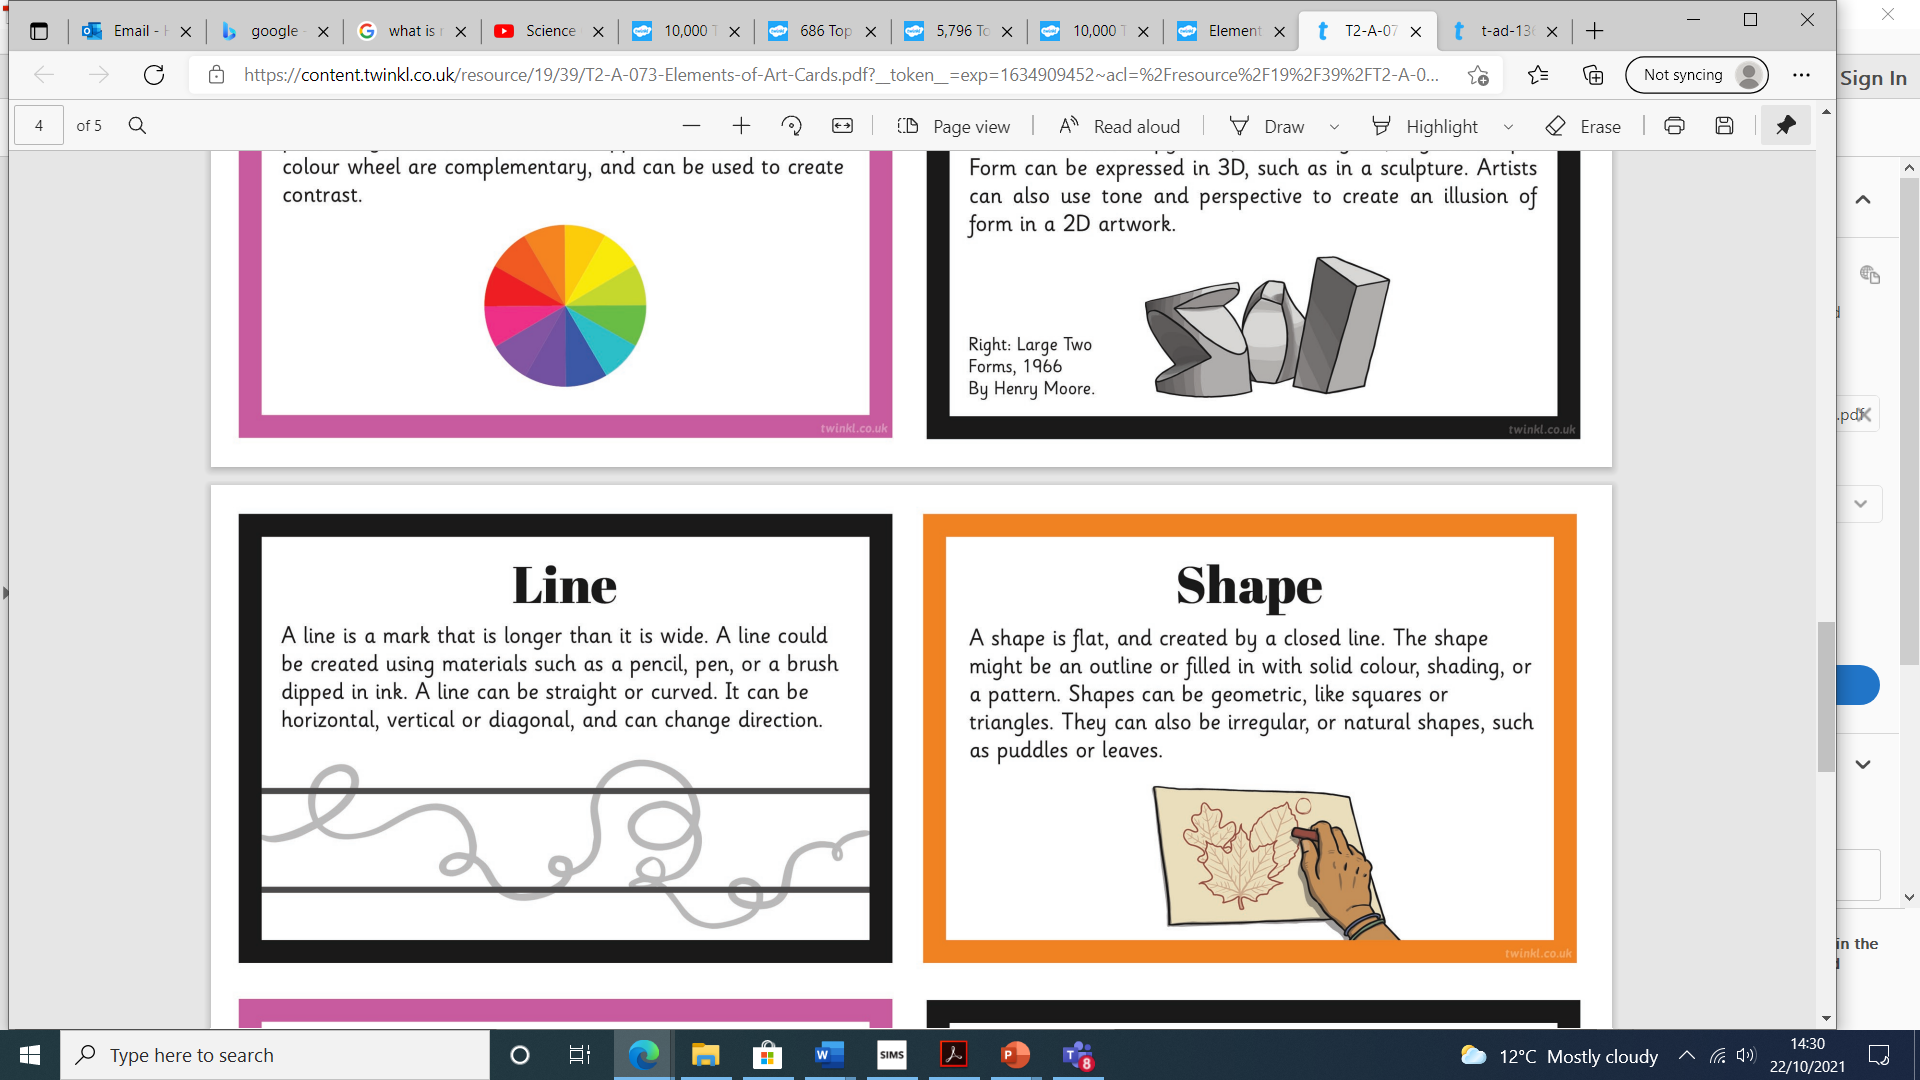 Email -
google
what is
Science
10,000
686 Top
5,796 To
10,000
Element
T2-A-07
t-ad-136
https://content.twinkl.co.uk/resource/19/39/T2-A-073-Elements-of-Art-Cards.pdf?__token__=exp=1634909452~acl=%2Fresource%2F19%2F39%2FT2-A-0...
Not syncing
Sign In
4 of 5
Page view
Read aloud
Draw
Highlight
Erase
colour wheel are complementary, and can be used to create
contrast.
twinkl.co.uk
Form can be expressed in 3D, such as in a sculpture. Artists
can also use tone and perspective to create an illusion of
form in a 2D artwork.
Right: Large Two
Forms, 1966
By Henry Moore.
twinkl.co.uk
.pdf
Line
A line is a mark that is longer than it is wide. A line could
be created using materials such as a pencil, pen, or a brush
dipped in ink. A line can be straight or curved. It can be
horizontal, vertical or diagonal, and can change direction.
Shape
A shape is flat, and created by a closed line. The shape
might be an outline or filled in with solid colour, shading, or
a pattern. Shapes can be geometric, like squares or
triangles. They can also be irregular, or natural shapes, such
as puddles or leaves.
twinkl.co.uk
in the
Type here to search
W
SIMS
P
T
8
12°C Mostly cloudy
14:30
22/10/2021